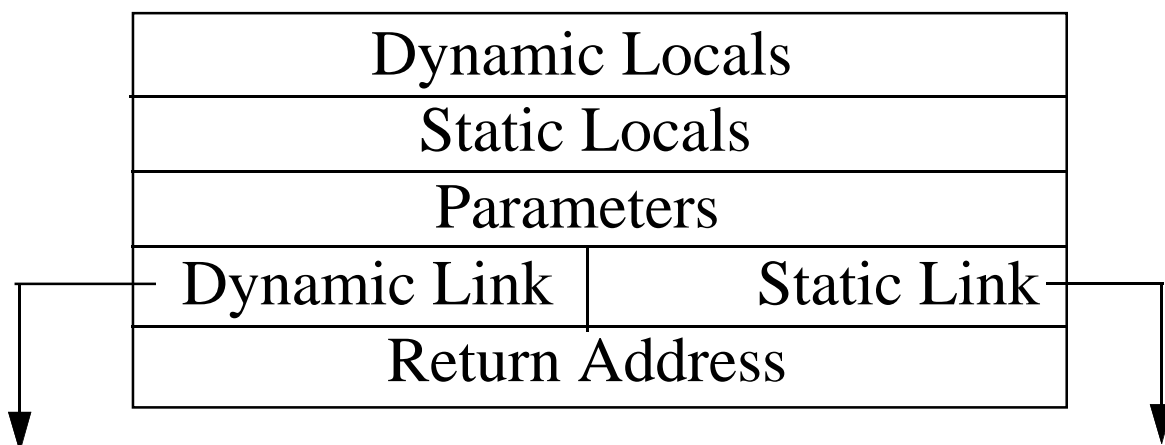 Dynamic Locals
Static Locals
Parameters
Dynamic Link Static Link
Return Address